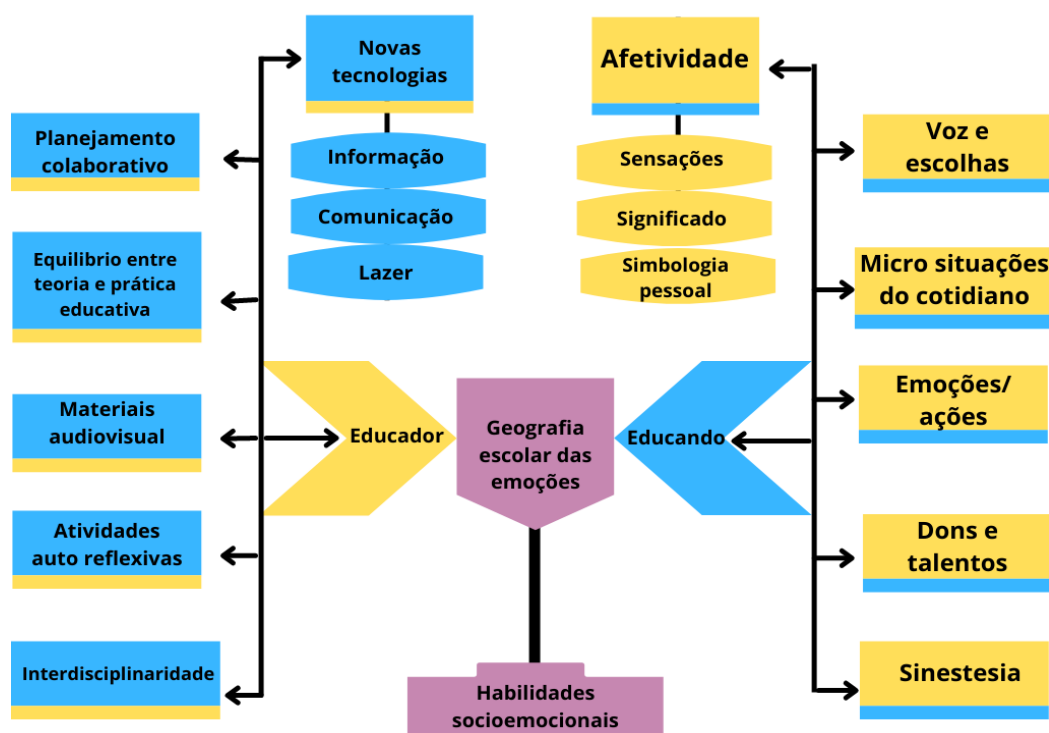 Novas
tecnologias
Informação
Comunicação
Lazer
Afetividade
Sensações
Significado
Simbologia
pessoal
Planejamento
colaborativo
Equilibrio entre
teoria e prática
educativa
Materiais
audiovisual
Atividades
auto reflexivas
Interdisciplinaridade
Educador
Geografia
escolar das
emoções
Educando
Habilidades
socioemocionais
Voz e
escolhas
Micro situações
do cotidiano
Emoções/
ações
Dons e
talentos
Sinestesia